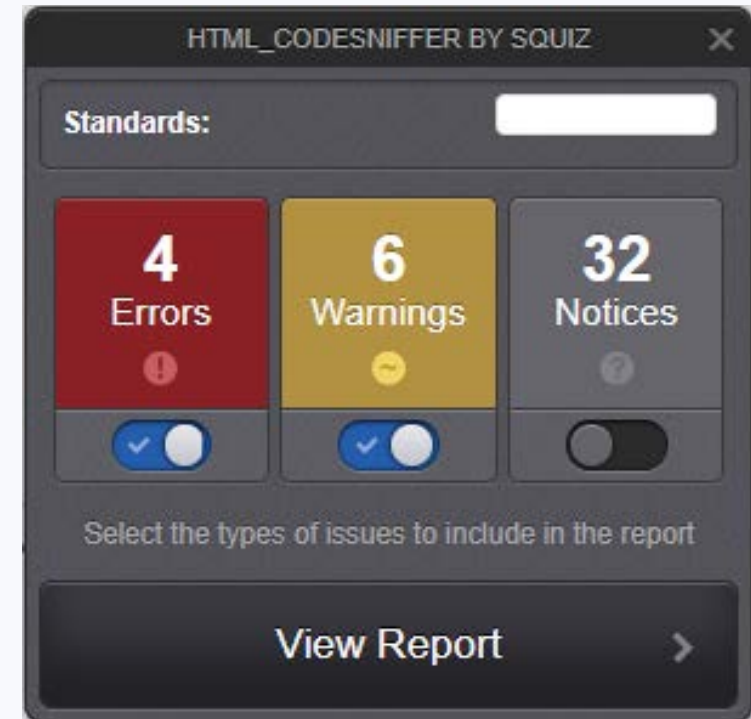 HTML_CODESNIFFER BY SQUIZ
Standards:
4 6 32
Errors Warnings Notices
Select the types of issues to include in the report
View Report